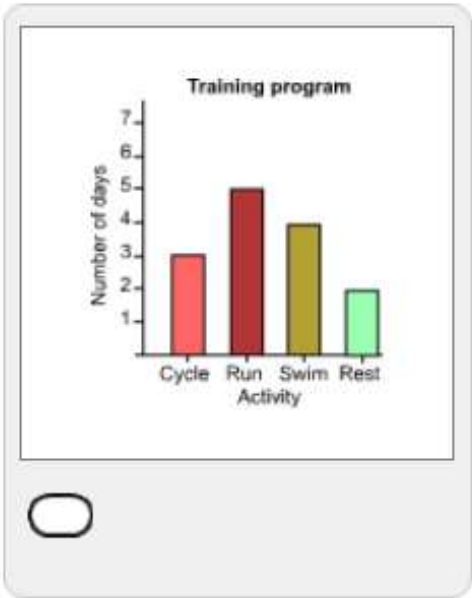 Training program
Number of days
7
6
5
4
3
2
1
Cycle Run Swim Rest
Activity